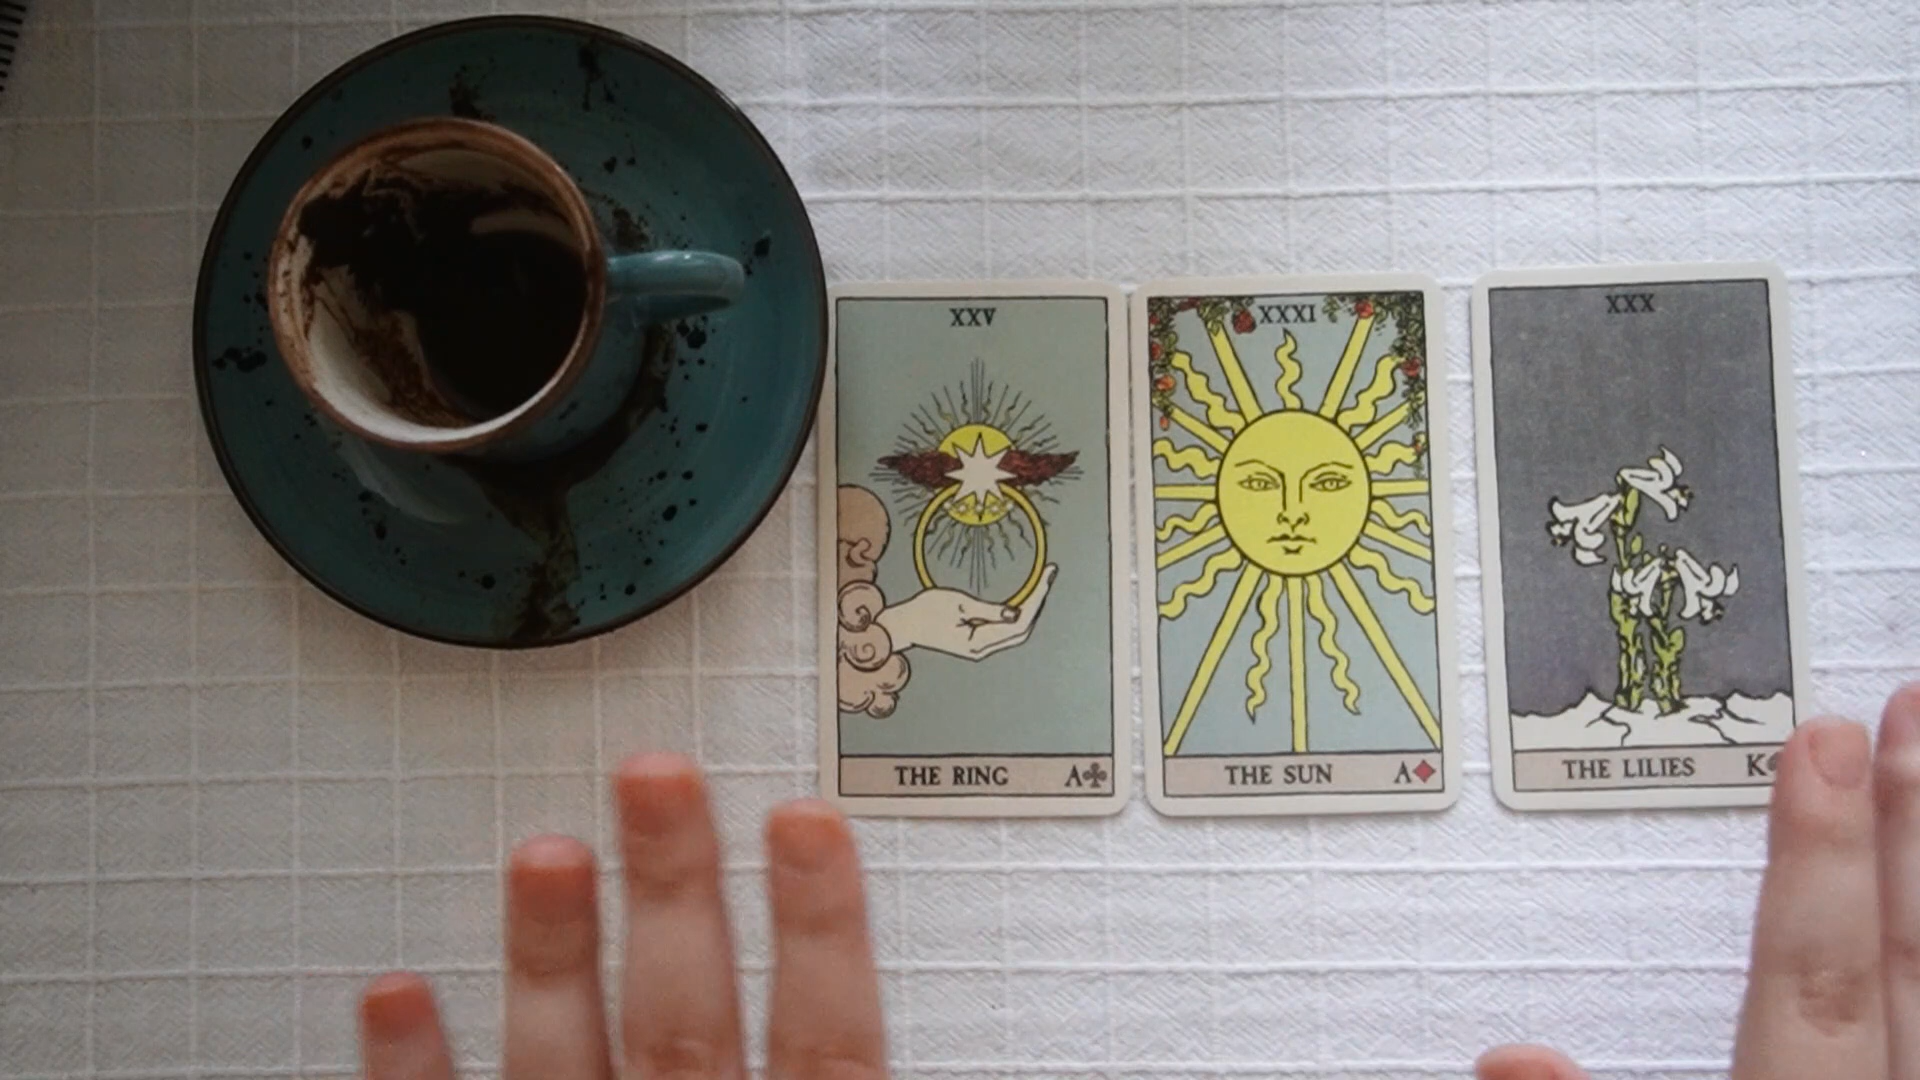 XXV
THE RING A♣
XXXI
THE SUN A♦
XXX
THE LILIES K